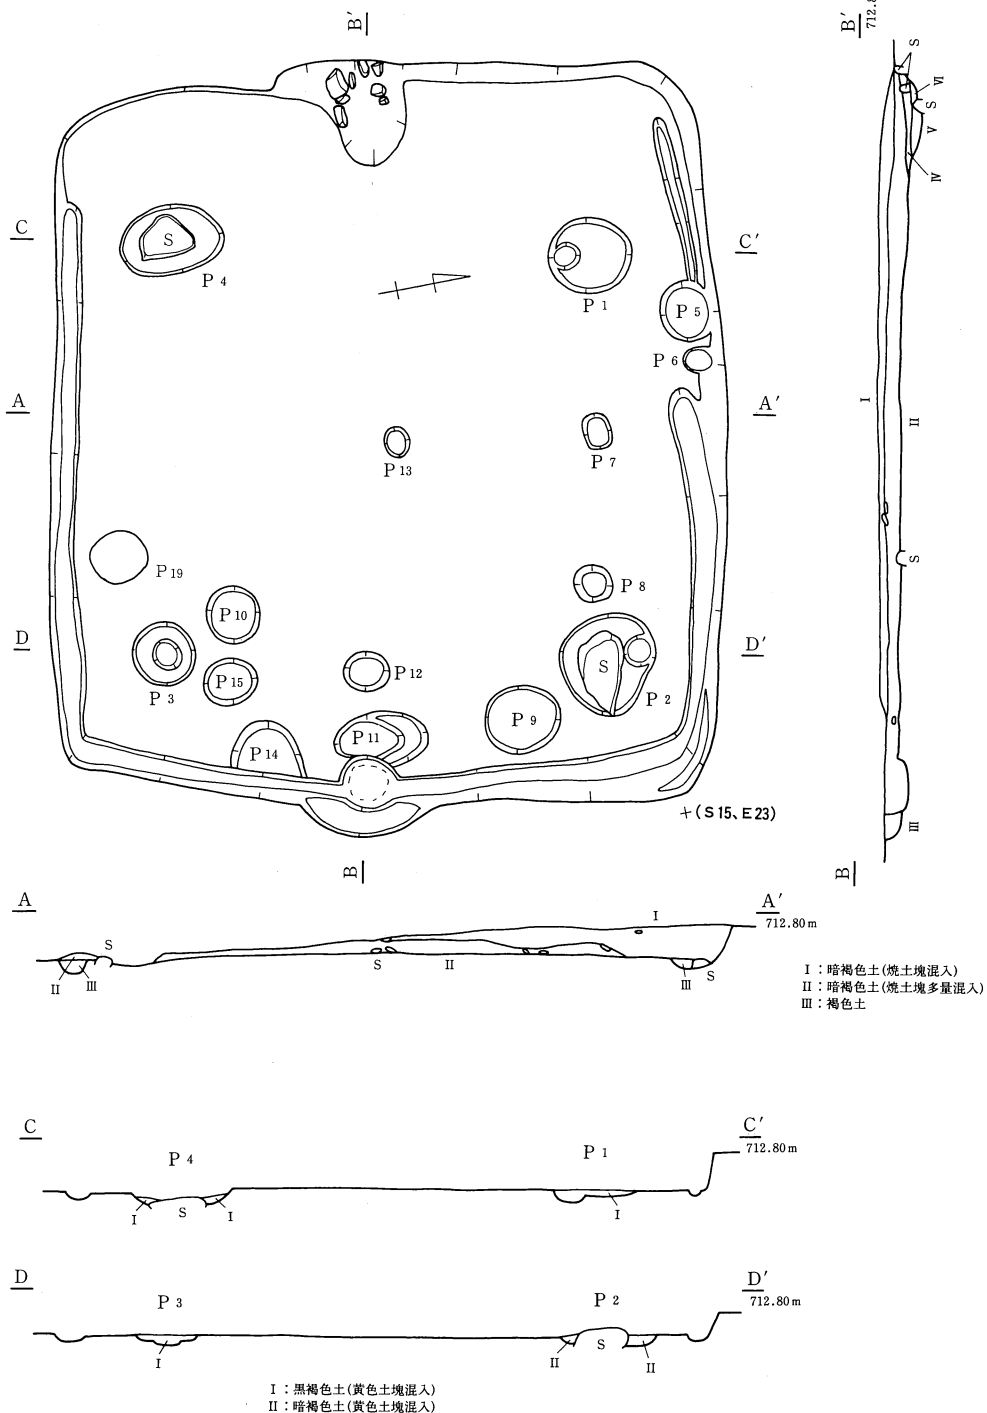 B′
B′
712.8
S
Ⅵ
S
Ⅴ
Ⅳ
C
S
P 4
C′
P 1
P 5
P 6
A
A′
Ⅰ
Ⅱ
P 13
P 7
P 19
P 8
S
P 10
D
D′
P 12
S
P 3
P 15
P 2
P 9
P 11
P 14
+(S15、E23)
Ⅲ
B
B
A
A′
712.80m
Ⅰ
S
S
Ⅱ
Ⅱ
Ⅲ
Ⅲ
S
Ⅰ：暗褐色土(焼土塊混入)
Ⅱ：暗褐色土(焼土塊多量混入)
Ⅲ：褐色土
C
C′
712.80m
P 4
P 1
Ⅰ
S
Ⅰ
Ⅰ
D
D′
712.80m
P 3
P 2
S
Ⅰ
Ⅱ
Ⅱ
Ⅰ：黒褐色土(黄色土塊混入)
Ⅱ：暗褐色土(黄色土塊混入)